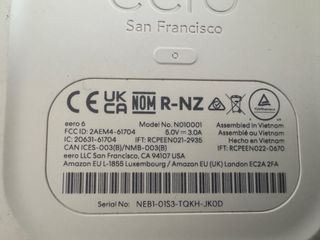 eero
San Francisco
CE UK CA NOM R-NZ
eero 6 Model No. N010001 Assembled in Vietnam
FCC ID: 2AEM4-61704 5.0V ⎓ 3.0A Assemblé au Vietnam
IC: 20631-61704 IFT: RCPEEN021-2935 Hecho en Vietnam
CAN ICES-003(B)/NMB-003(B) IFT: RCPEEN022-0670
eero LLC San Francisco, CA 94107 USA
Amazon EU L-1855 Luxembourg / Amazon EU (UK) London EC2A 2FA
Serial No: NEB1-01S3-TQKH-JK0D